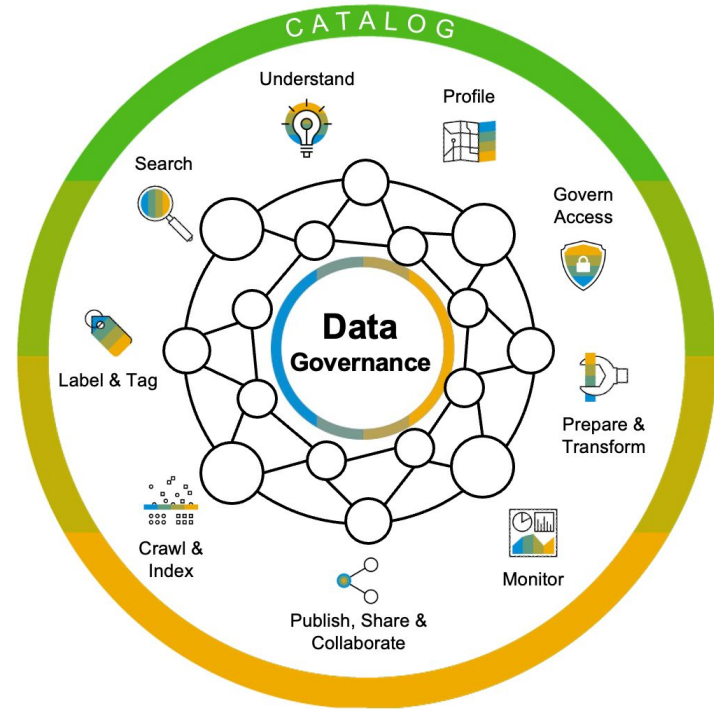 CATALOG
Understand
Profile
Search
Govern
Access
Data
Governance
Label & Tag
Prepare &
Transform
Crawl &
Index
Monitor
Publish, Share &
Collaborate